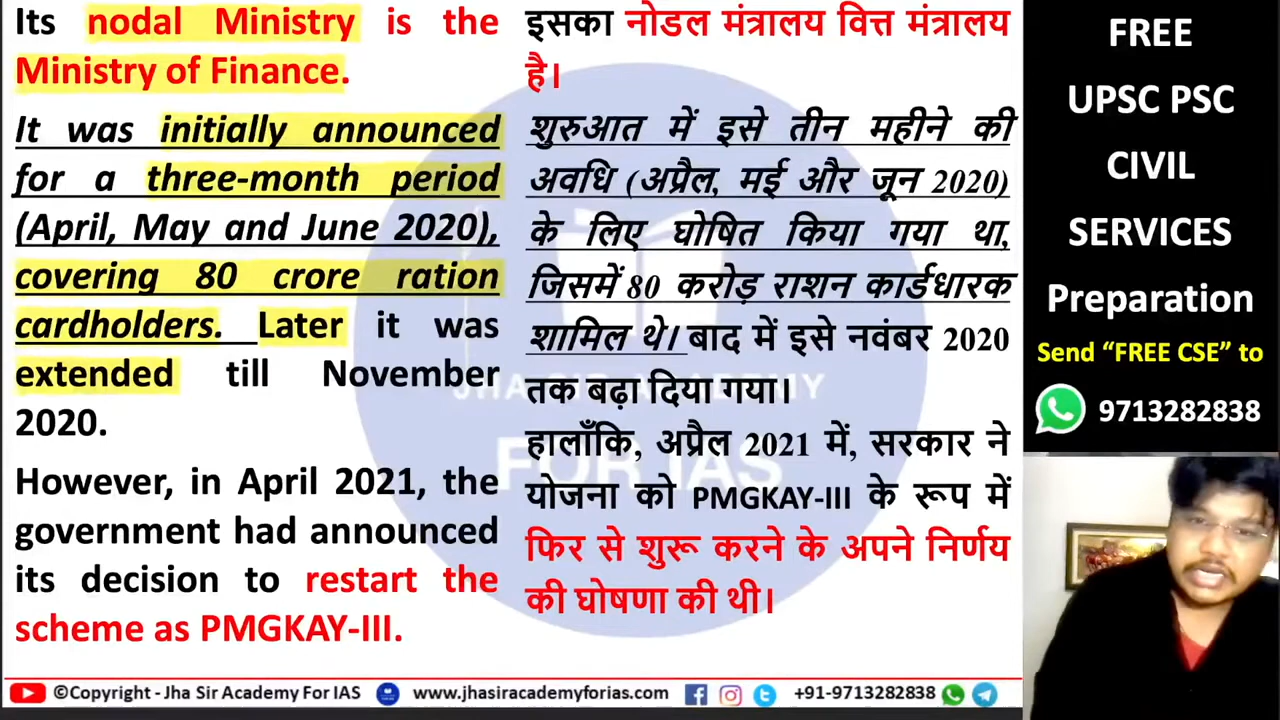 Its nodal Ministry is the
Ministry of Finance.
It was initially announced
for a three-month period
(April, May and June 2020),
covering 80 crore ration
cardholders. Later it was
extended till November
2020.
However, in April 2021, the
government had announced
its decision to restart the
scheme as PMGKAY-III.
इसका नोडल मंत्रालय वित्त मंत्रालय
है।
शुरुआत में इसे तीन महीने की
अवधि (अप्रैल, मई और जून 2020)
के लिए घोषित किया गया था,
जिसमें 80 करोड़ राशन कार्डधारक
शामिल थे। बाद में इसे नवंबर 2020
तक बढ़ा दिया गया।
हालाँकि, अप्रैल 2021 में, सरकार ने
योजना को PMGKAY-III के रूप में
फिर से शुरू करने के अपने निर्णय
की घोषणा की थी।
JHA SIR ACADEMY
FOR IAS
FREE
UPSC PSC
CIVIL
SERVICES
Preparation
Send “FREE CSE” to
9713282838
©Copyright - Jha Sir Academy For IAS www.jhasiracademyforias.com +91-9713282838